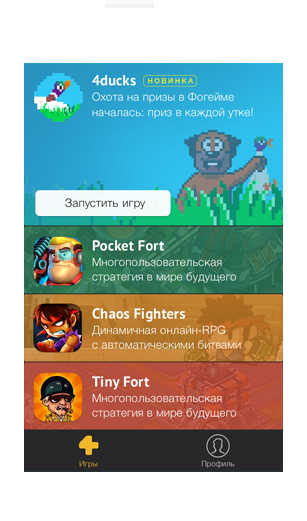 4ducks НОВИНКА
Охота на призы в Фогейме
началась: приз в каждой утке!
Запустить игру
Pocket Fort
Многопользовательская
стратегия в мире будущего
Chaos Fighters
Динамичная онлайн-RPG
с автоматическими битвами
Tiny Fort
Многопользовательская
стратегия в мире будущего
Игры Профиль